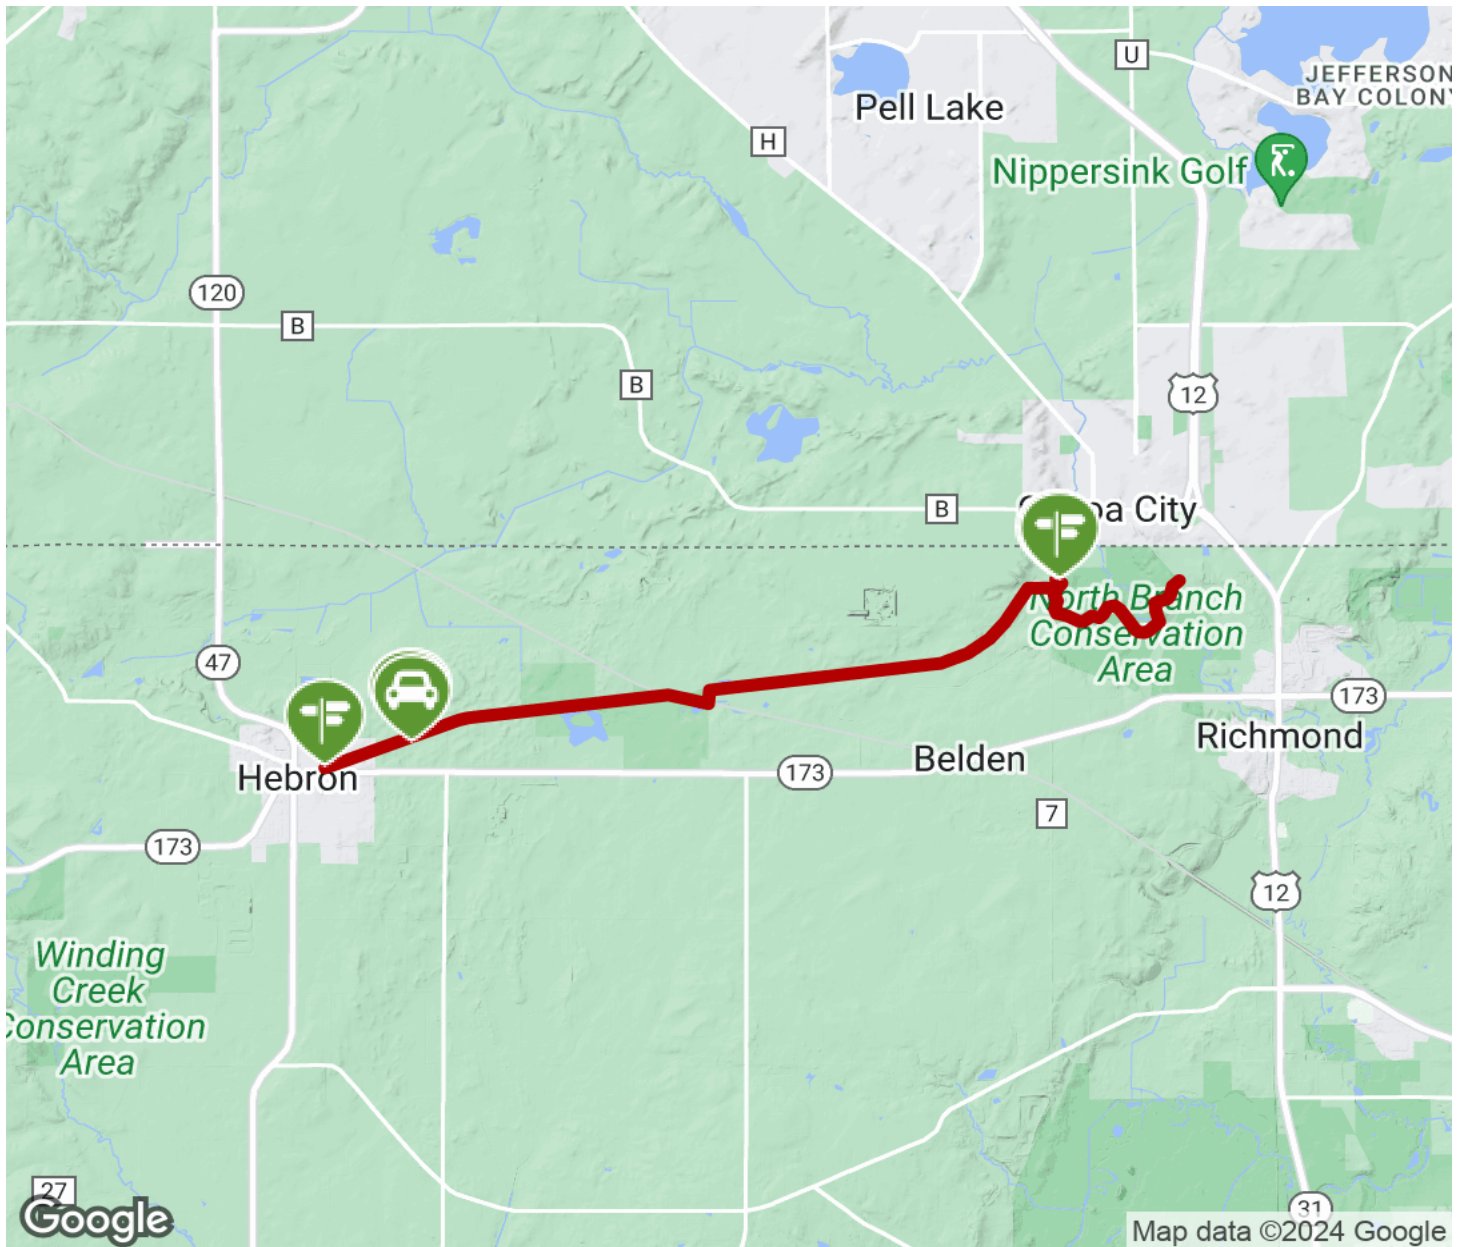 U
JEFFERSON
BAY COLONY
Pell Lake
H
Nippersink Golf
120
B
B
12
B
pa City
North Branch
Conservation
Area
47
173
Richmond
Belden
Hebron
173
7
173
12
Winding
Creek
Conservation
Area
27
31
Google
Map data ©2024 Google